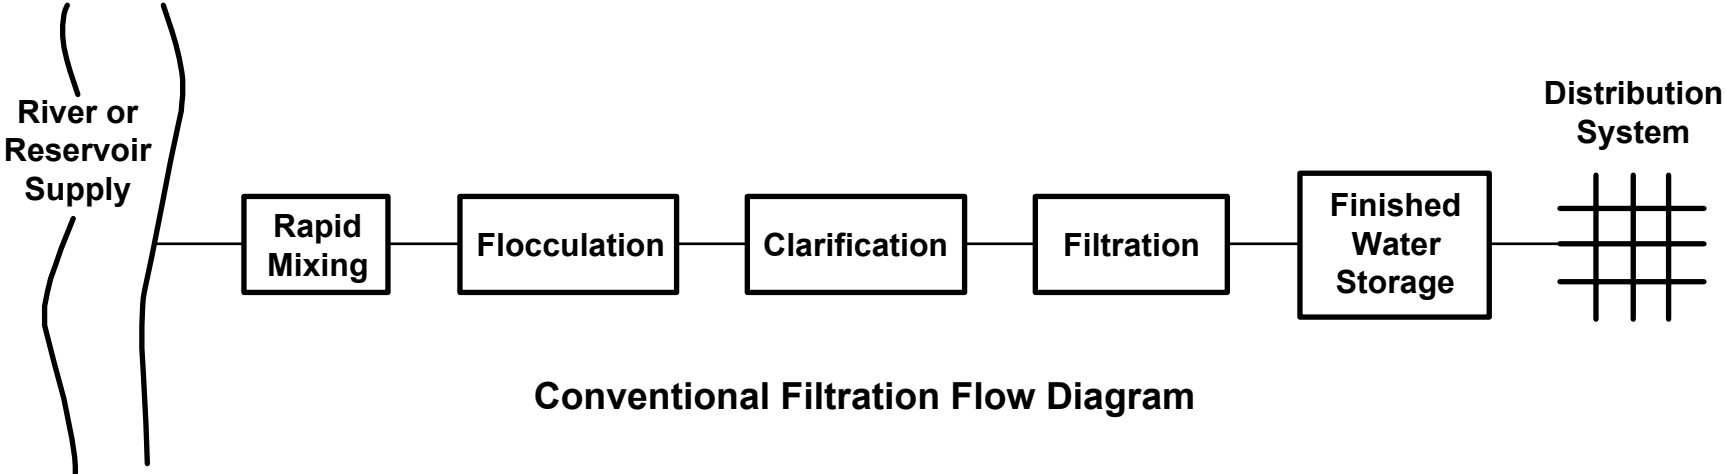 River or
Reservoir
Supply
Rapid
Mixing
Flocculation
Clarification
Filtration
Finished
Water
Storage
Distribution
System
Conventional Filtration Flow Diagram